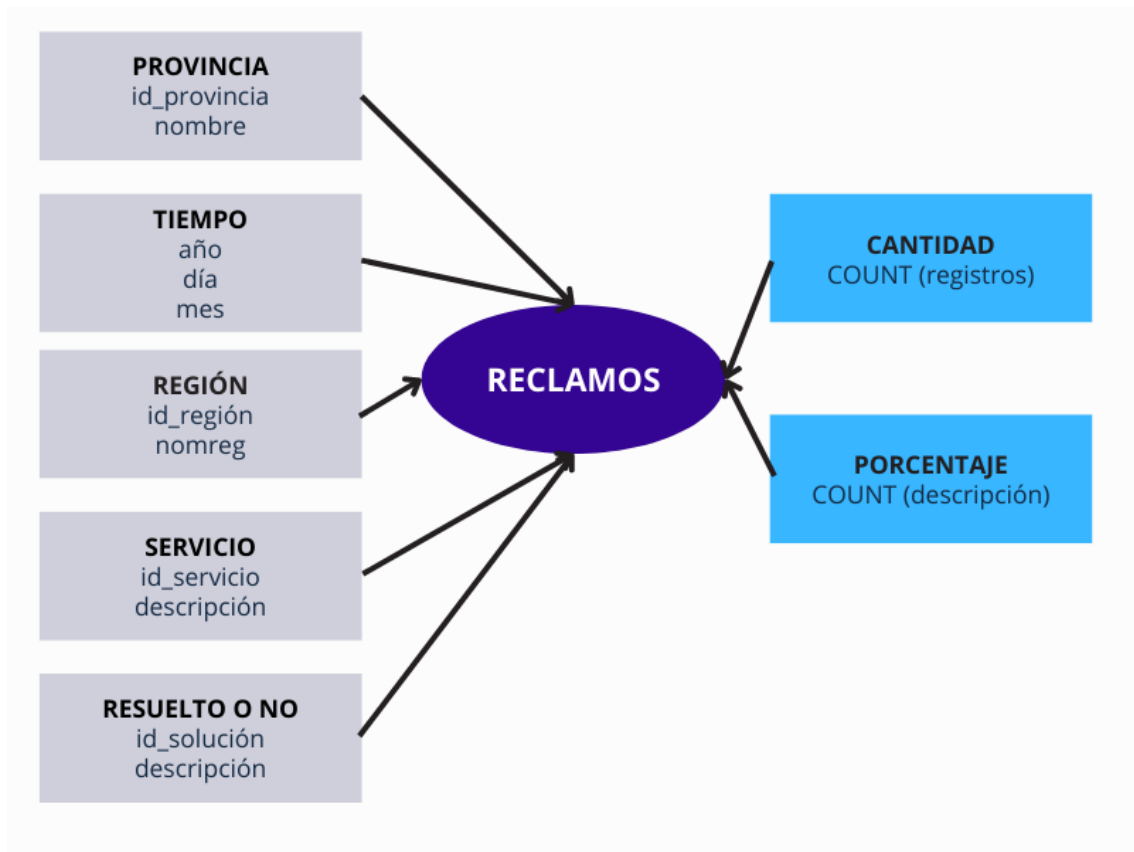 PROVINCIA
id_provincia
nombre
TIEMPO
año
día
mes
REGIÓN
id_región
nomreg
SERVICIO
id_servicio
descripción
RESUELTO O NO
id_solución
descripción
RECLAMOS
CANTIDAD
COUNT (registros)
PORCENTAJE
COUNT (descripción)